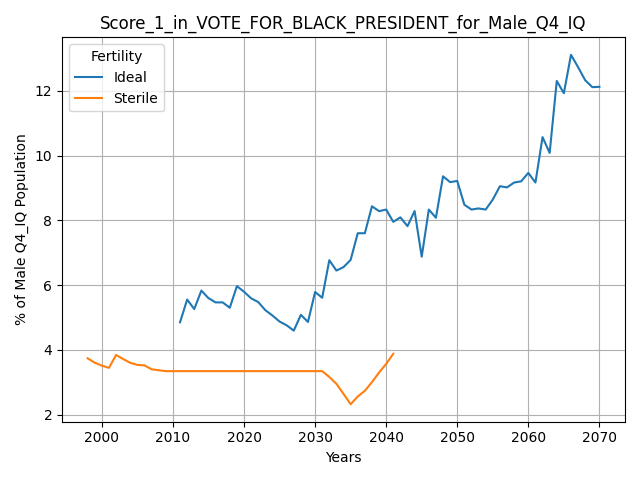 Score_1_in_VOTE_FOR_BLACK_PRESIDENT_for_Male_Q4_IQ
Fertility
Ideal
Sterile
% of Male Q4_IQ Population
12
10
8
6
4
2
2000 2010 2020 2030 2040 2050 2060 2070
Years